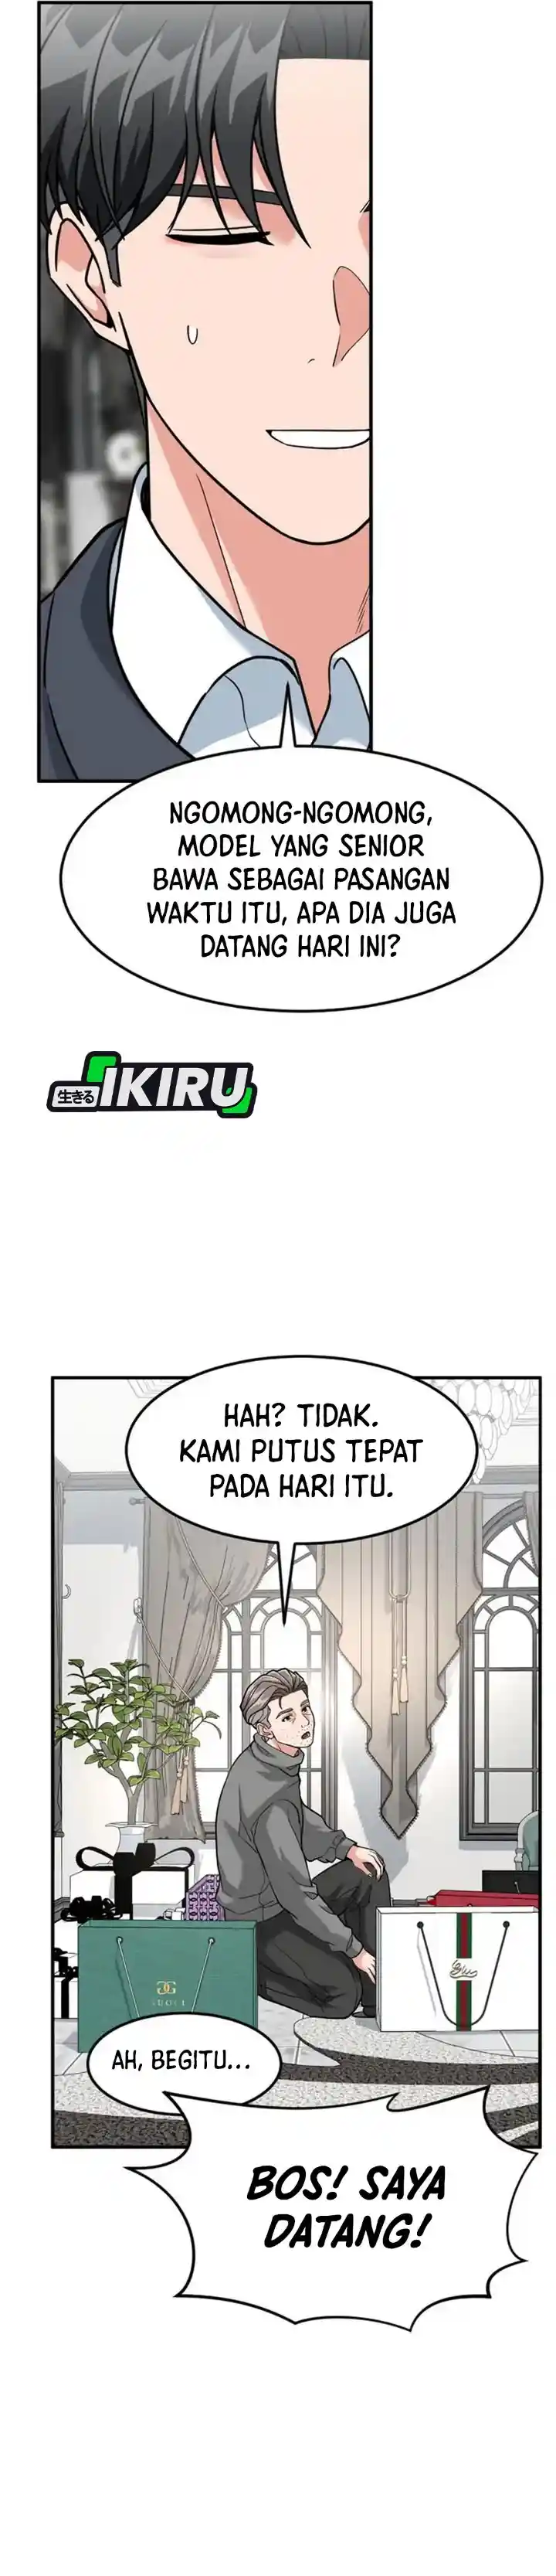 NGOMONG-NGOMONG,
MODEL YANG SENIOR
BAWA SEBAGAI PASANGAN
WAKTU ITU, APA DIA JUGA
DATANG HARI INI?
生きる IKIRU
HAH? TIDAK.
KAMI PUTUS TEPAT
PADA HARI ITU.
AH, BEGITU...
BOS! SAYA
DATANG!